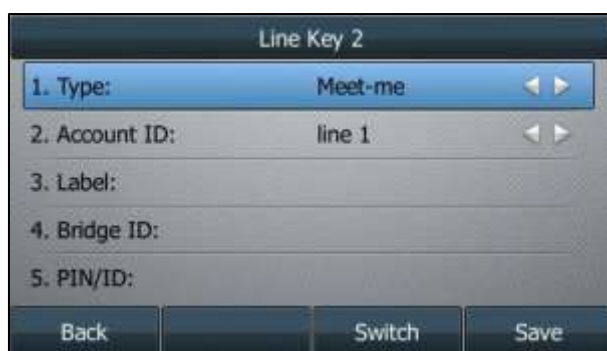 Line Key 2
1. Type: Meet-me
2. Account ID: line 1
3. Label:
4. Bridge ID:
5. PIN/ID:
Back Switch Save